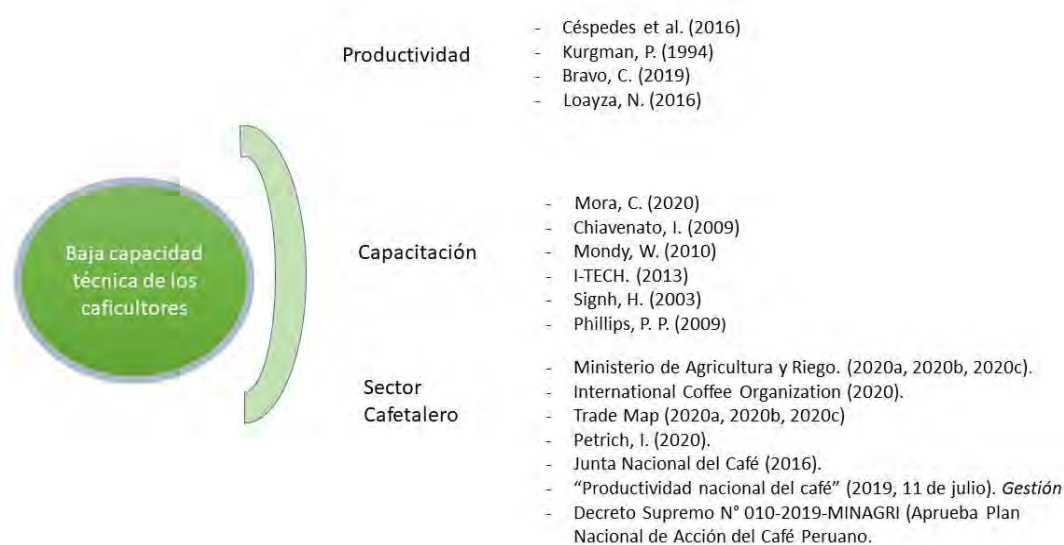 Productividad
- Céspedes et al. (2016)
- Kurgman, P. (1994)
- Bravo, C. (2019)
- Loayza, N. (2016)
Baja capacidad
técnica de los
caficultores
Capacitación
- Mora, C. (2020)
- Chiavenato, I. (2009)
- Mondy, W. (2010)
- I-TECH. (2013)
- Signh, H. (2003)
- Phillips, P. P. (2009)
Sector
Cafetalero
- Ministerio de Agricultura y Riego. (2020a, 2020b, 2020c).
- International Coffee Organization (2020).
- Trade Map (2020a, 2020b, 2020c)
- Petrich, I. (2020).
- Junta Nacional del Café (2016).
- “Productividad nacional del café” (2019, 11 de julio). Gestión
- Decreto Supremo N° 010-2019-MINAGRI (Aprueba Plan
Nacional de Acción del Café Peruano.